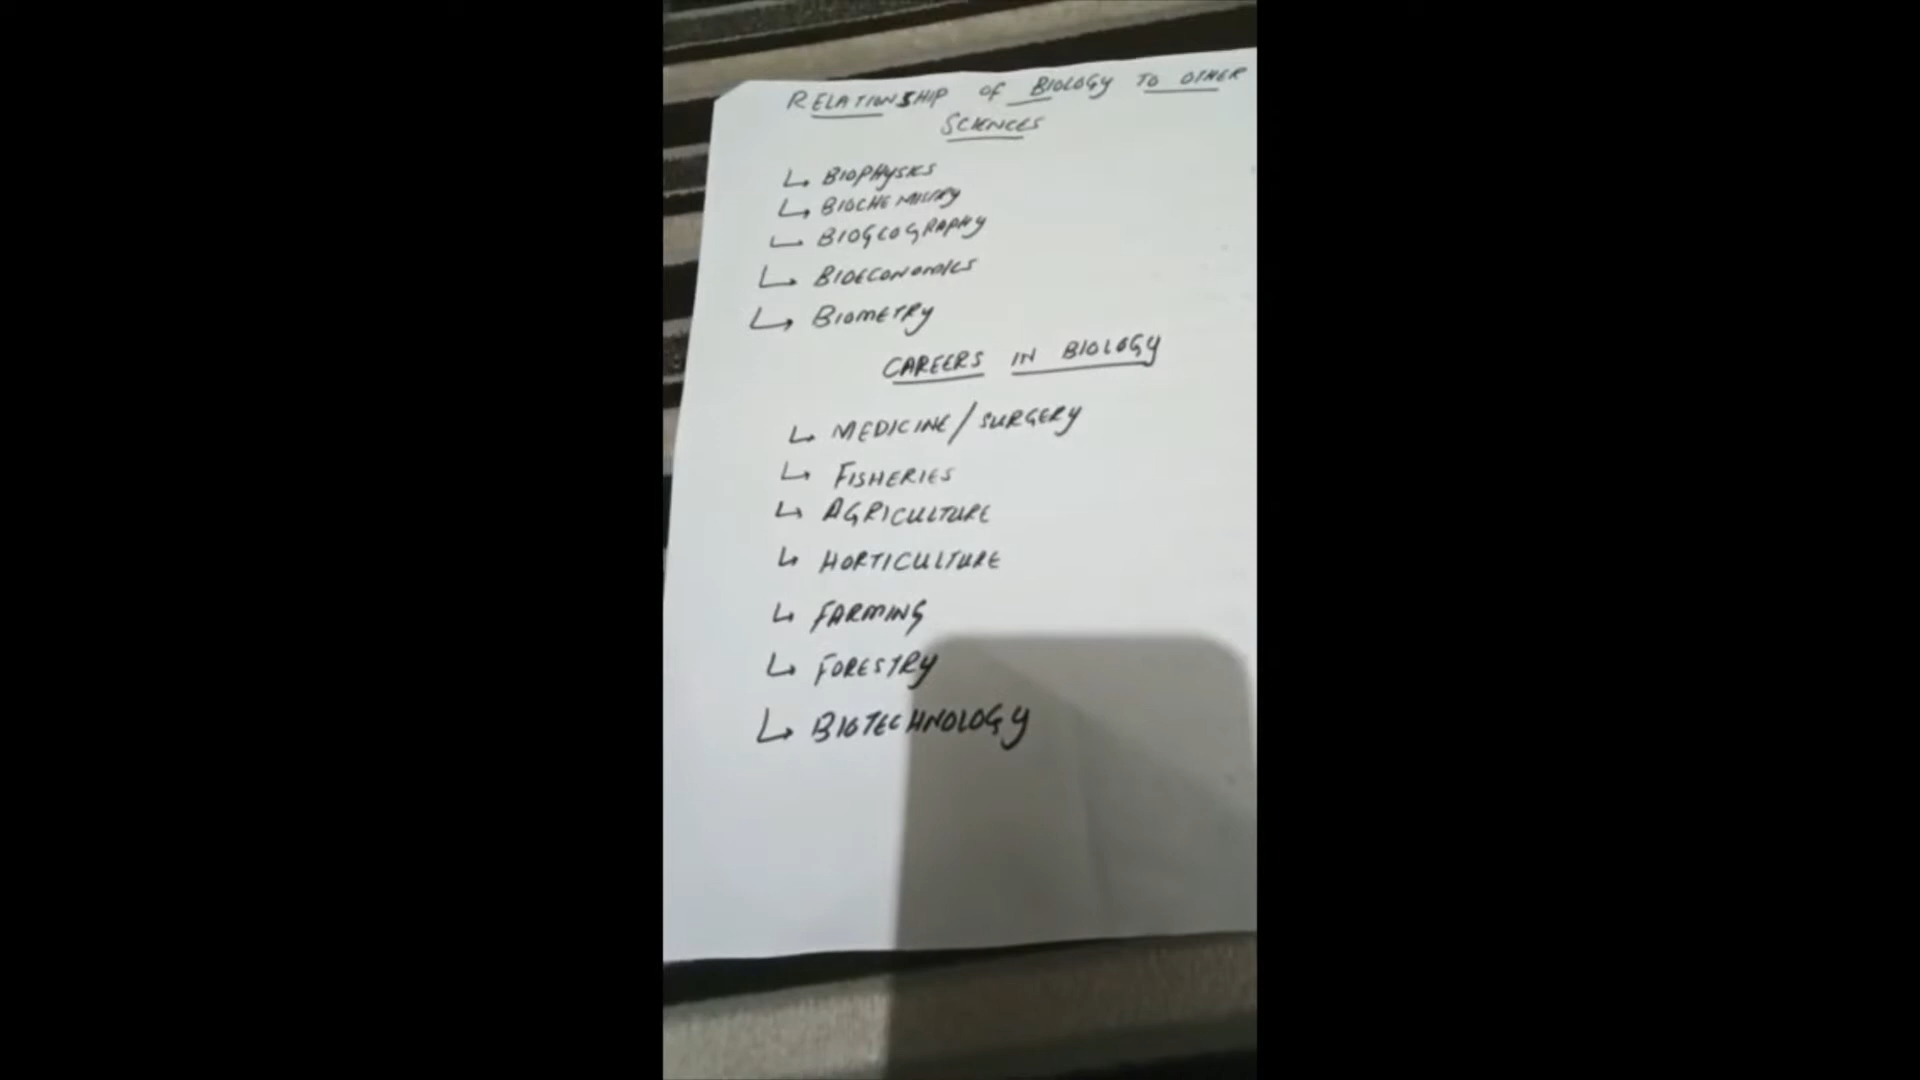 RELATIONSHIP OF BIOLOGY TO OTHER
SCIENCES
↳ BIOPHYSICS
↳ BIOCHEMISTRY
↳ BIOGEOGRAPHY
↳ BIOECONOMICS
↳ BIOMETRY
CAREERS IN BIOLOGY
↳ MEDICINE/SURGERY
↳ FISHERIES
↳ AGRICULTURE
↳ HORTICULTURE
↳ FARMING
↳ FORESTRY
↳ BIOTECHNOLOGY